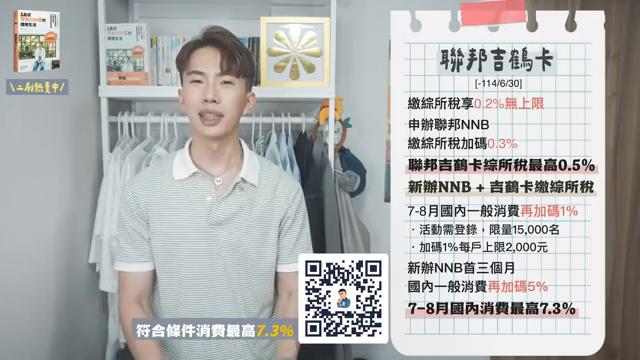 二刷熱賣中
聯邦吉鶴卡
[-114/6/30]
繳綜所稅享0.2%無上限
申辦聯邦NNB
繳綜所稅加碼0.3%
聯邦吉鶴卡綜所稅最高0.5%
新辦NNB + 吉鶴卡繳綜所稅
7-8月國內一般消費再加碼1%
·活動需登錄，限量15,000名
·加碼1%每戶上限2,000元
新辦NNB首三個月
國內一般消費再加碼5%
7-8月國內消費最高7.3%
符合條件消費最高7.3%